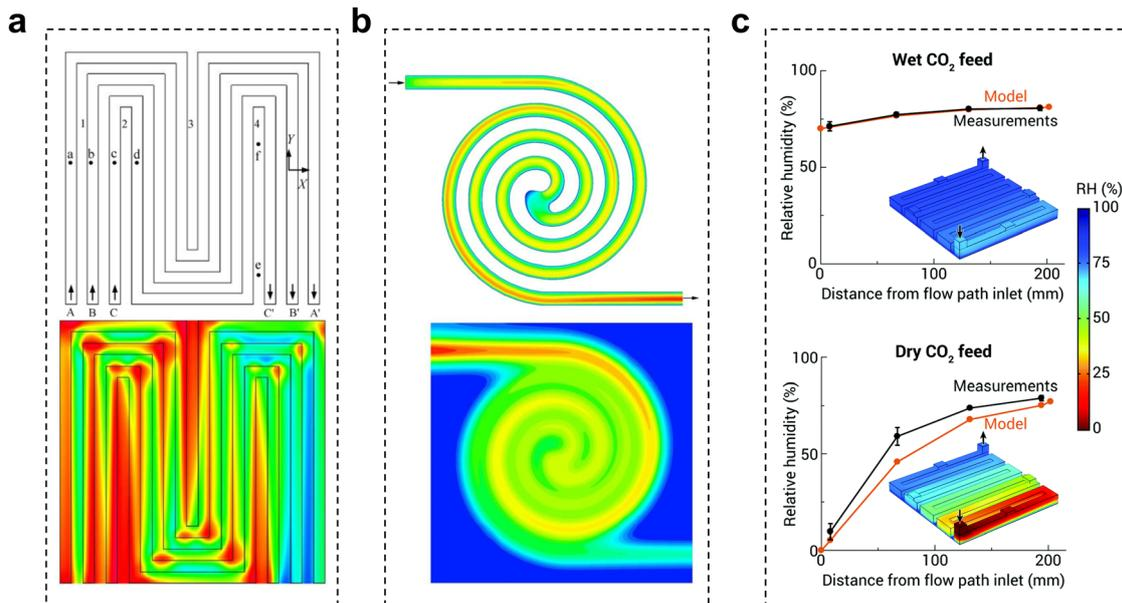 a
1
2
3
4
a
b
c
d
f
e
Y
X
A
B
C
C'
B'
A'
b
c
Wet CO₂ feed
Relative humidity (%)
100
50
0
Model
Measurements
0
100
200
Distance from flow path inlet (mm)
RH (%)
100
75
50
25
0
Dry CO₂ feed
Relative humidity (%)
100
50
0
Measurements
Model
0
100
200
Distance from flow path inlet (mm)